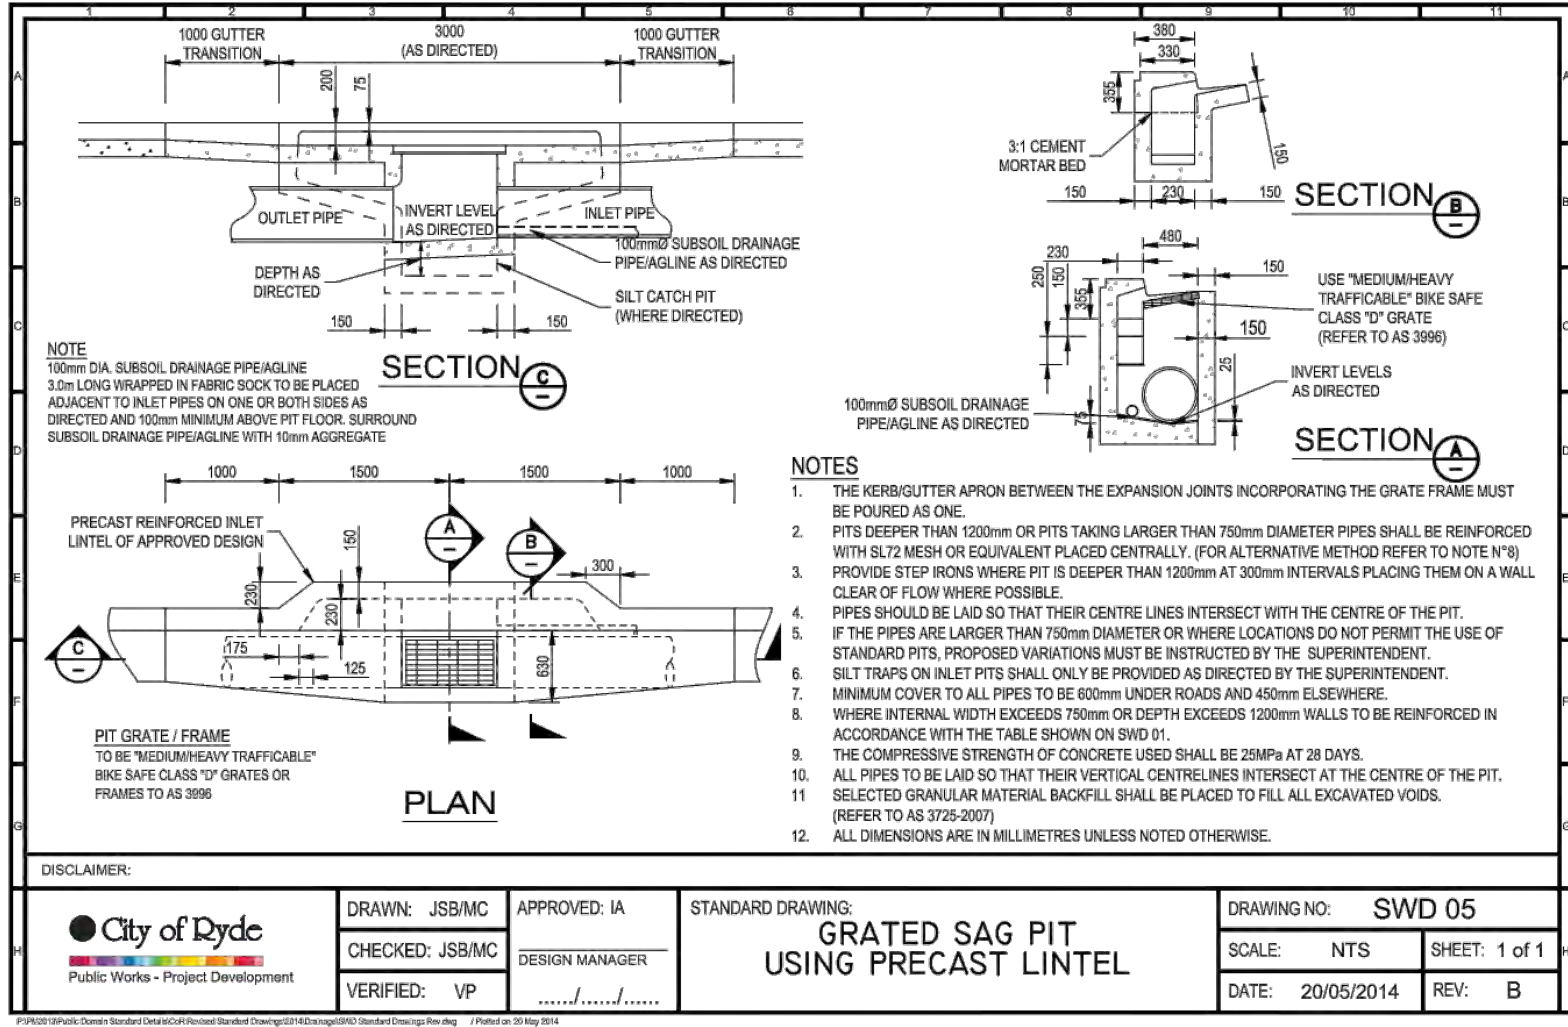 1 2 3 4 5 6 7 8 9 10 11
A
B
C
D
E
F
G
H
1000 GUTTER
TRANSITION
3000
(AS DIRECTED)
1000 GUTTER
TRANSITION
200
75
OUTLET PIPE
INVERT LEVEL
AS DIRECTED
INLET PIPE
100mmØ SUBSOIL DRAINAGE
PIPE/AGLINE AS DIRECTED
DEPTH AS
DIRECTED
SILT CATCH PIT
(WHERE DIRECTED)
150
150
SECTION C
NOTE
100mm DIA. SUBSOIL DRAINAGE PIPE/AGLINE
3.0m LONG WRAPPED IN FABRIC SOCK TO BE PLACED
ADJACENT TO INLET PIPES ON ONE OR BOTH SIDES AS
DIRECTED AND 100mm MINIMUM ABOVE PIT FLOOR. SURROUND
SUBSOIL DRAINAGE PIPE/AGLINE WITH 10mm AGGREGATE
380
330
355
3:1 CEMENT
MORTAR BED
150
150 230 150
SECTION B
480
230
150
250
150
355
USE "MEDIUM/HEAVY
TRAFFICABLE" BIKE SAFE
CLASS "D" GRATE
(REFER TO AS 3996)
150
25
INVERT LEVELS
AS DIRECTED
100mmØ SUBSOIL DRAINAGE
PIPE/AGLINE AS DIRECTED
75
SECTION A
1000 1500 1500 1000
PRECAST REINFORCED INLET
LINTEL OF APPROVED DESIGN
150
A
B
300
230
230
C
175
125
630
PIT GRATE / FRAME
TO BE "MEDIUM/HEAVY TRAFFICABLE"
BIKE SAFE CLASS "D" GRATES OR
FRAMES TO AS 3996
PLAN
NOTES
1. THE KERB/GUTTER APRON BETWEEN THE EXPANSION JOINTS INCORPORATING THE GRATE FRAME MUST
BE POURED AS ONE.
2. PITS DEEPER THAN 1200mm OR PITS TAKING LARGER THAN 750mm DIAMETER PIPES SHALL BE REINFORCED
WITH SL72 MESH OR EQUIVALENT PLACED CENTRALLY. (FOR ALTERNATIVE METHOD REFER TO NOTE N°8)
3. PROVIDE STEP IRONS WHERE PIT IS DEEPER THAN 1200mm AT 300mm INTERVALS PLACING THEM ON A WALL
CLEAR OF FLOW WHERE POSSIBLE.
4. PIPES SHOULD BE LAID SO THAT THEIR CENTRE LINES INTERSECT WITH THE CENTRE OF THE PIT.
5. IF THE PIPES ARE LARGER THAN 750mm DIAMETER OR WHERE LOCATIONS DO NOT PERMIT THE USE OF
STANDARD PITS, PROPOSED VARIATIONS MUST BE INSTRUCTED BY THE SUPERINTENDENT.
6. SILT TRAPS ON INLET PITS SHALL ONLY BE PROVIDED AS DIRECTED BY THE SUPERINTENDENT.
7. MINIMUM COVER TO ALL PIPES TO BE 600mm UNDER ROADS AND 450mm ELSEWHERE.
8. WHERE INTERNAL WIDTH EXCEEDS 750mm OR DEPTH EXCEEDS 1200mm WALLS TO BE REINFORCED IN
ACCORDANCE WITH THE TABLE SHOWN ON SWD 01.
9. THE COMPRESSIVE STRENGTH OF CONCRETE USED SHALL BE 25MPa AT 28 DAYS.
10. ALL PIPES TO BE LAID SO THAT THEIR VERTICAL CENTRELINES INTERSECT AT THE CENTRE OF THE PIT.
11 SELECTED GRANULAR MATERIAL BACKFILL SHALL BE PLACED TO FILL ALL EXCAVATED VOIDS.
(REFER TO AS 3725-2007)
12. ALL DIMENSIONS ARE IN MILLIMETRES UNLESS NOTED OTHERWISE.
DISCLAIMER:
City of Ryde
Public Works - Project Development
DRAWN: JSB/MC
CHECKED: JSB/MC
VERIFIED: VP
APPROVED: IA
DESIGN MANAGER
....../....../......
STANDARD DRAWING:
GRATED SAG PIT
USING PRECAST LINTEL
DRAWING NO: SWD 05
SCALE: NTS SHEET: 1 of 1
DATE: 20/05/2014 REV: B
/ Plotted on 20 May 2014